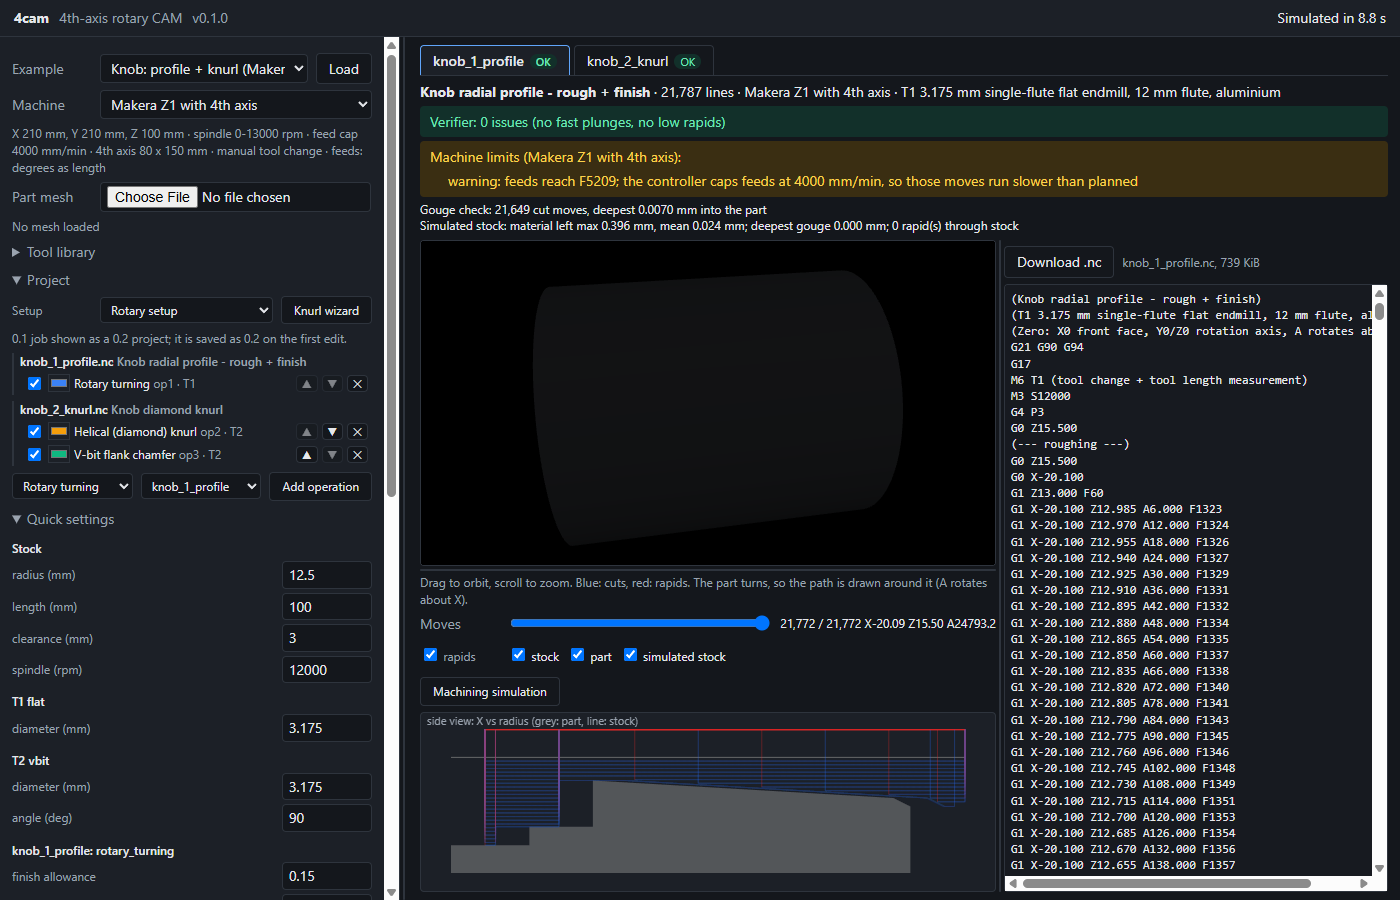 4cam 4th-axis rotary CAM v0.1.0
Simulated in 8.8 s
Example
Knob: profile + knurl (Maker
Load
Machine
Makera Z1 with 4th axis
X 210 mm, Y 210 mm, Z 100 mm · spindle 0-13000 rpm · feed cap
4000 mm/min · 4th axis 80 x 150 mm · manual tool change · feeds:
degrees as length
Part mesh
Choose File No file chosen
No mesh loaded
Tool library
Project
Setup
Rotary setup
Knurl wizard
0.1 job shown as a 0.2 project; it is saved as 0.2 on the first edit.
knob_1_profile.nc Knob radial profile - rough + finish
Rotary turning op1 · T1
knob_2_knurl.nc Knob diamond knurl
Helical (diamond) knurl op2 · T2
V-bit flank chamfer op3 · T2
Rotary turning
knob_1_profile
Add operation
Quick settings
Stock
radius (mm) 12.5
length (mm) 100
clearance (mm) 3
spindle (rpm) 12000
T1 flat
diameter (mm) 3.175
T2 vbit
diameter (mm) 3.175
angle (deg) 90
knob_1_profile: rotary_turning
finish allowance 0.15
knob_1_profile OK
knob_2_knurl OK
Knob radial profile - rough + finish · 21,787 lines · Makera Z1 with 4th axis · T1 3.175 mm single-flute flat endmill, 12 mm flute, aluminium
Verifier: 0 issues (no fast plunges, no low rapids)
Machine limits (Makera Z1 with 4th axis):
warning: feeds reach F5209; the controller caps feeds at 4000 mm/min, so those moves run slower than planned
Gouge check: 21,649 cut moves, deepest 0.0070 mm into the part
Simulated stock: material left max 0.396 mm, mean 0.024 mm; deepest gouge 0.000 mm; 0 rapid(s) through stock
Drag to orbit, scroll to zoom. Blue: cuts, red: rapids. The part turns, so the path is drawn around it (A rotates
about X).
Moves
21,772 / 21,772 X-20.09 Z15.50 A24793.2
rapids
stock
part
simulated stock
Machining simulation
side view: X vs radius (grey: part, line: stock)
Download .nc
knob_1_profile.nc, 739 KiB
(Knob radial profile - rough + finish)
(T1 3.175 mm single-flute flat endmill, 12 mm flute, al
(Zero: X0 front face, Y0/Z0 rotation axis, A rotates ab
G21 G90 G94
G17
M6 T1 (tool change + tool length measurement)
M3 S12000
G4 P3
G0 Z15.500
(--- roughing ---)
G0 Z15.500
G0 X-20.100
G1 Z13.000 F60
G1 X-20.100 Z12.985 A6.000 F1323
G1 X-20.100 Z12.970 A12.000 F1324
G1 X-20.100 Z12.955 A18.000 F1326
G1 X-20.100 Z12.940 A24.000 F1327
G1 X-20.100 Z12.925 A30.000 F1329
G1 X-20.100 Z12.910 A36.000 F1331
G1 X-20.100 Z12.895 A42.000 F1332
G1 X-20.100 Z12.880 A48.000 F1334
G1 X-20.100 Z12.865 A54.000 F1335
G1 X-20.100 Z12.850 A60.000 F1337
G1 X-20.100 Z12.835 A66.000 F1338
G1 X-20.100 Z12.820 A72.000 F1340
G1 X-20.100 Z12.805 A78.000 F1341
G1 X-20.100 Z12.790 A84.000 F1343
G1 X-20.100 Z12.775 A90.000 F1345
G1 X-20.100 Z12.760 A96.000 F1346
G1 X-20.100 Z12.745 A102.000 F1348
G1 X-20.100 Z12.730 A108.000 F1349
G1 X-20.100 Z12.715 A114.000 F1351
G1 X-20.100 Z12.700 A120.000 F1353
G1 X-20.100 Z12.685 A126.000 F1354
G1 X-20.100 Z12.670 A132.000 F1356
G1 X-20.100 Z12.655 A138.000 F1357